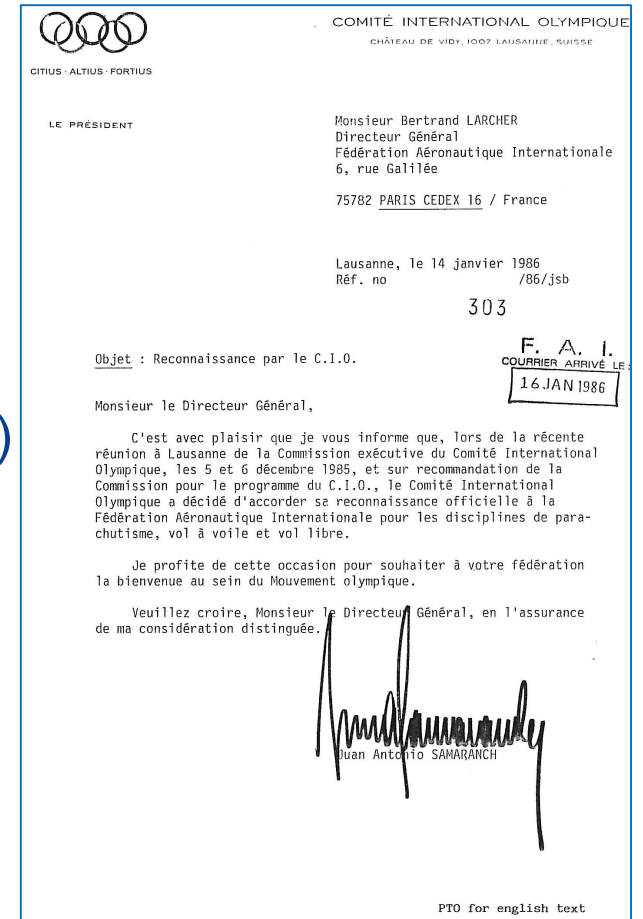 COMITÉ INTERNATIONAL OLYMPIQUE
CHÂTEAU DE VIDY, 1007 LAUSANNE, SUISSE
CITIUS · ALTIUS · FORTIUS
LE PRÉSIDENT
Monsieur Bertrand LARCHER
Directeur Général
Fédération Aéronautique Internationale
6, rue Galilée
75782 PARIS CEDEX 16 / France
Lausanne, le 14 janvier 1986
Réf. no /86/jsb
303
F. A. I.
COURRIER ARRIVÉ LE:
16 JAN 1986
Objet : Reconnaissance par le C.I.O.
Monsieur le Directeur Général,
C'est avec plaisir que je vous informe que, lors de la récente
réunion à Lausanne de la Commission exécutive du Comité International
Olympique, les 5 et 6 décembre 1985, et sur recommandation de la
Commission pour le programme du C.I.O., le Comité International
Olympique a décidé d'accorder sa reconnaissance officielle à la
Fédération Aéronautique Internationale pour les disciplines de para-
chutisme, vol à voile et vol libre.
Je profite de cette occasion pour souhaiter à votre fédération
la bienvenue au sein du Mouvement olympique.
Veuillez croire, Monsieur le Directeur Général, en l'assurance
de ma considération distinguée.
Juan Antonio SAMARANCH
PTO for english text
)